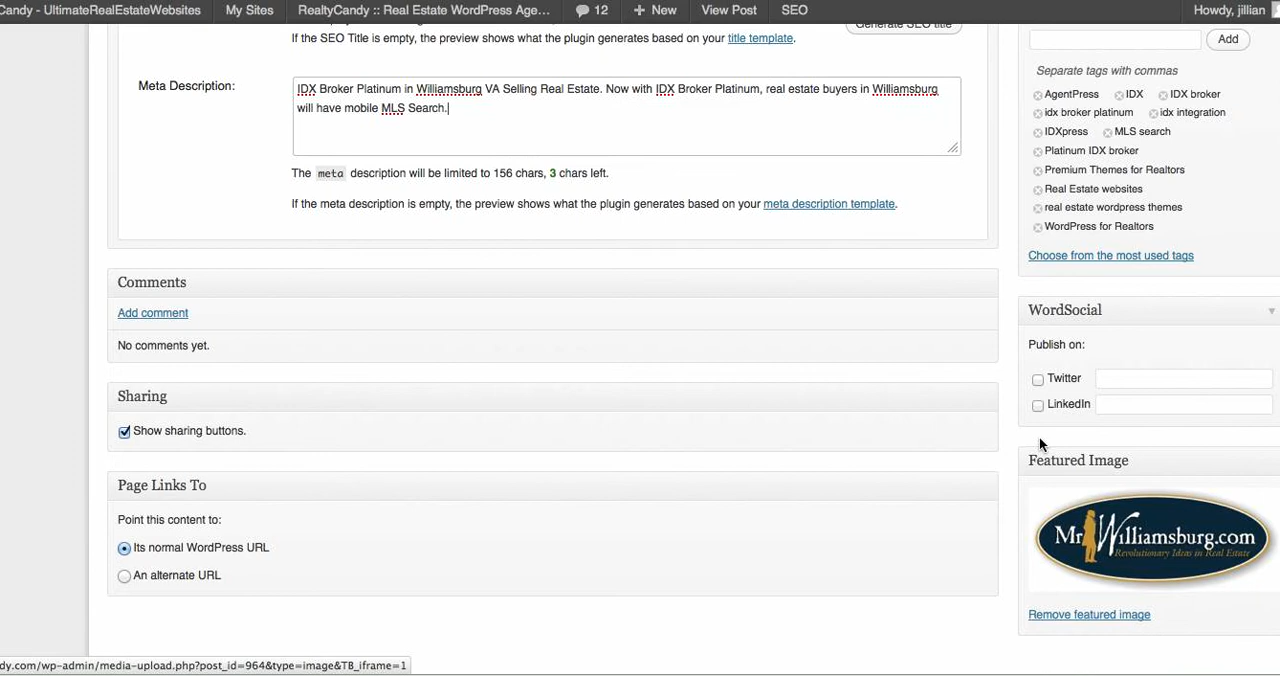 Candy - UltimateRealEstateWebsites My Sites RealtyCandy :: Real Estate WordPress Age... 12 + New View Post SEO Howdy, jillian
Generate SEO title
If the SEO Title is empty, the preview shows what the plugin generates based on your title template.
Meta Description:
IDX Broker Platinum in Williamsburg VA Selling Real Estate. Now with IDX Broker Platinum, real estate buyers in Williamsburg
will have mobile MLS Search.
The meta description will be limited to 156 chars, 3 chars left.
If the meta description is empty, the preview shows what the plugin generates based on your meta description template.
Comments
Add comment
No comments yet.
Sharing
Show sharing buttons.
Page Links To
Point this content to:
Its normal WordPress URL
An alternate URL
Add
Separate tags with commas
AgentPress IDX IDX broker
idx broker platinum idx integration
IDXpress MLS search
Platinum IDX broker
Premium Themes for Realtors
Real Estate websites
real estate wordpress themes
WordPress for Realtors
Choose from the most used tags
WordSocial
Publish on:
Twitter
LinkedIn
Featured Image
MrWilliamsburg.com
Revolutionary Ideas in Real Estate
Remove featured image
dy.com/wp-admin/media-upload.php?post_id=964&type=image&TB_iframe=1